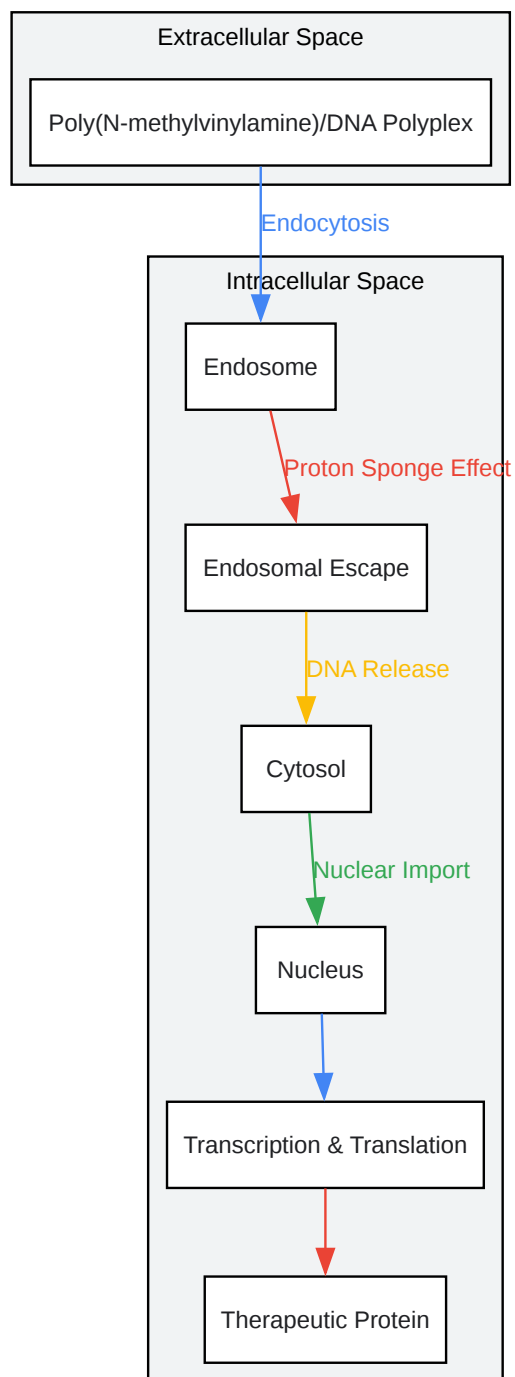 Extracellular Space
Poly(N-methylvinylamine)/DNA Polyplex
Endocytosis
Intracellular Space
Endosome
Proton Sponge Effect
Endosomal Escape
DNA Release
Cytosol
Nuclear Import
Nucleus
Transcription & Translation
Therapeutic Protein